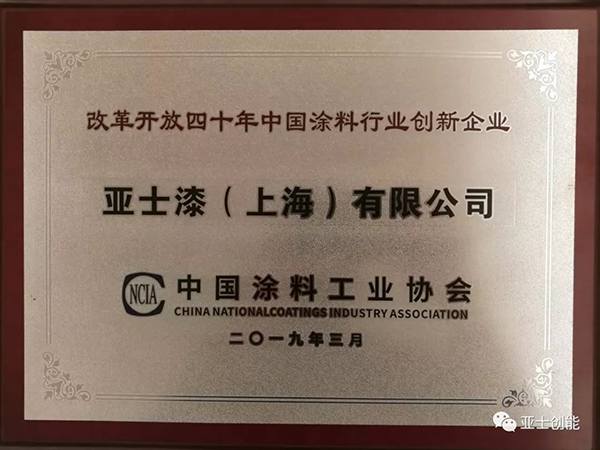 改革开放四十年中国涂料行业创新企业
亚士漆（上海）有限公司
NCIA 中国涂料工业协会
CHINA NATIONALCOATINGS INDUSTRY ASSOCIATION
二〇一九年三月
亚士创能